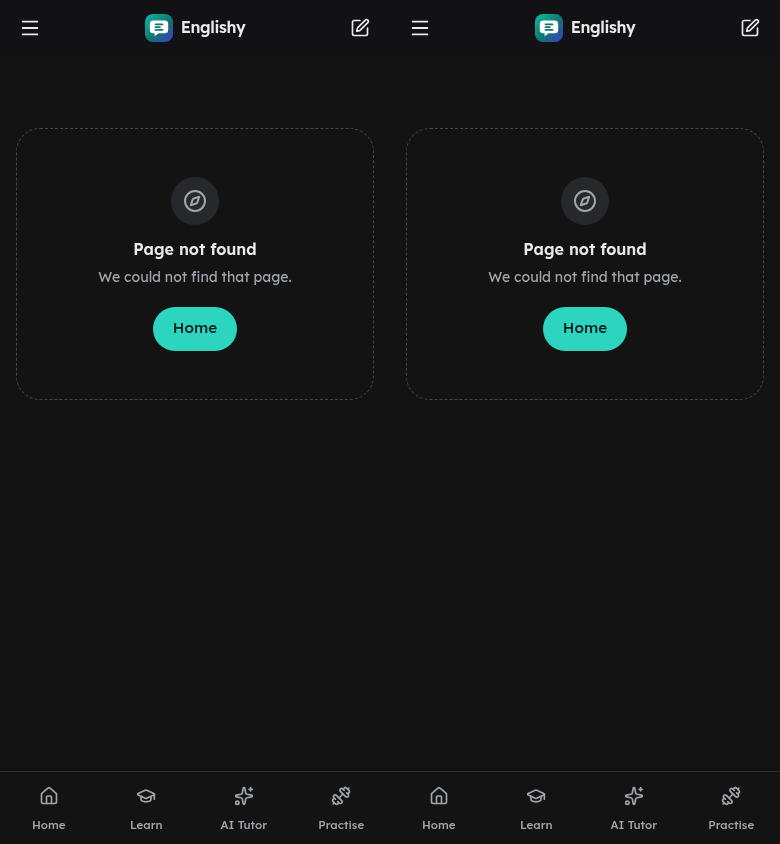 Englishy
Page not found
We could not find that page.
Home
Home Learn AI Tutor Practise
Englishy
Page not found
We could not find that page.
Home
Home Learn AI Tutor Practise